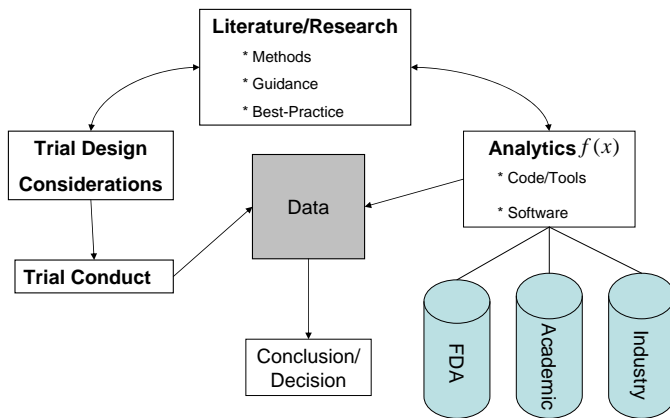 Literature/Research
* Methods
* Guidance
* Best-Practice
Trial Design
Considerations
Analytics f(x)
* Code/Tools
* Software
Data
Trial Conduct
Conclusion/
Decision
FDA
Academic
Industry